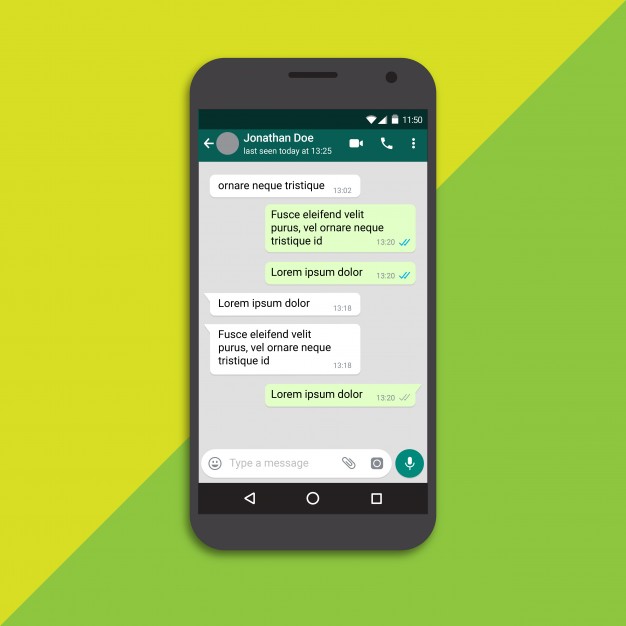 11:50
Jonathan Doe
last seen today at 13:25
ornare neque tristique 13:02
Fusce eleifend velit
purus, vel ornare neque
tristique id 13:20
Lorem ipsum dolor 13:20
Lorem ipsum dolor 13:18
Fusce eleifend velit
purus, vel ornare neque
tristique id 13:18
Lorem ipsum dolor 13:20
Type a message